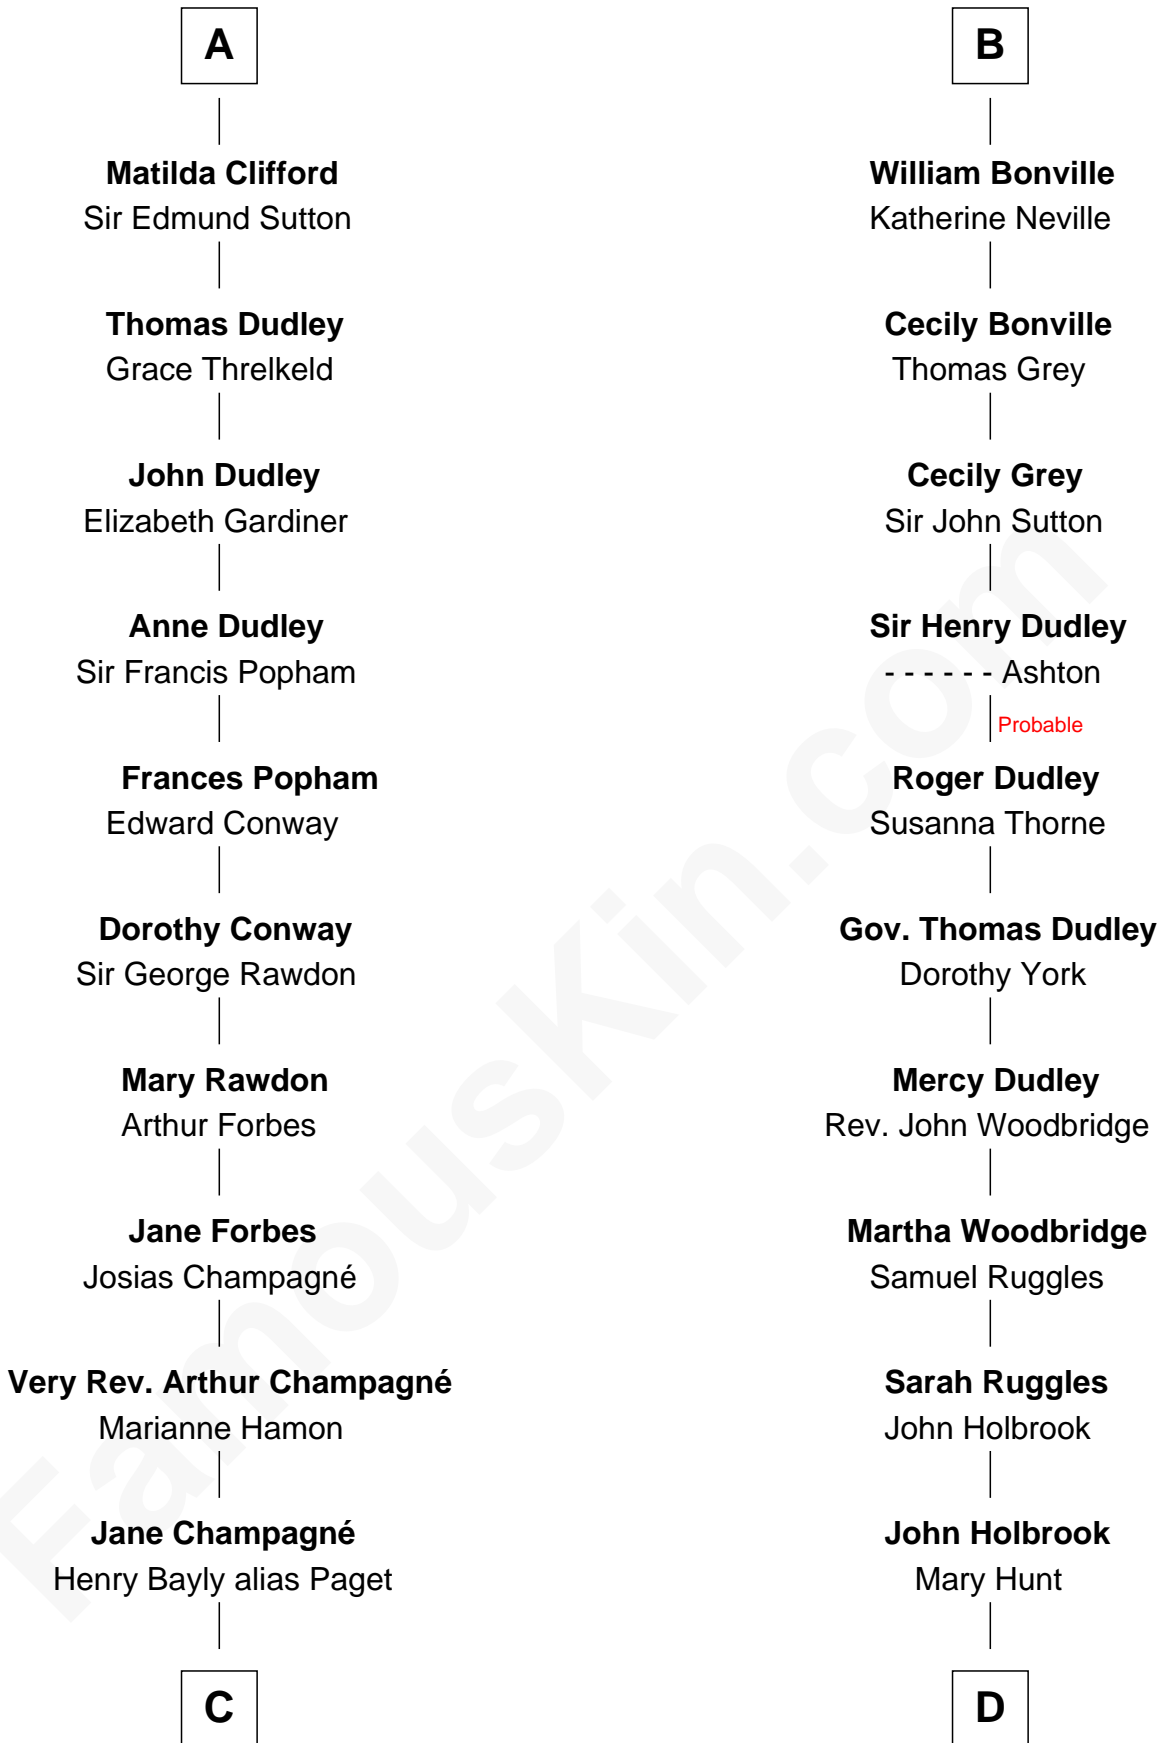 A
Matilda Clifford
Sir Edmund Sutton
Thomas Dudley
Grace Threlkeld
John Dudley
Elizabeth Gardiner
Anne Dudley
Sir Francis Popham
Frances Popham
Edward Conway
Dorothy Conway
Sir George Rawdon
Mary Rawdon
Arthur Forbes
Jane Forbes
Josias Champagné
Very Rev. Arthur Champagné
Marianne Hamon
Jane Champagné
Henry Bayly alias Paget
C
B
William Bonville
Katherine Neville
Cecily Bonville
Thomas Grey
Cecily Grey
Sir John Sutton
Sir Henry Dudley
- - - - - - Ashton
Probable
Roger Dudley
Susanna Thorne
Gov. Thomas Dudley
Dorothy York
Mercy Dudley
Rev. John Woodbridge
Martha Woodbridge
Samuel Ruggles
Sarah Ruggles
John Holbrook
John Holbrook
Mary Hunt
D
FamousKin.com